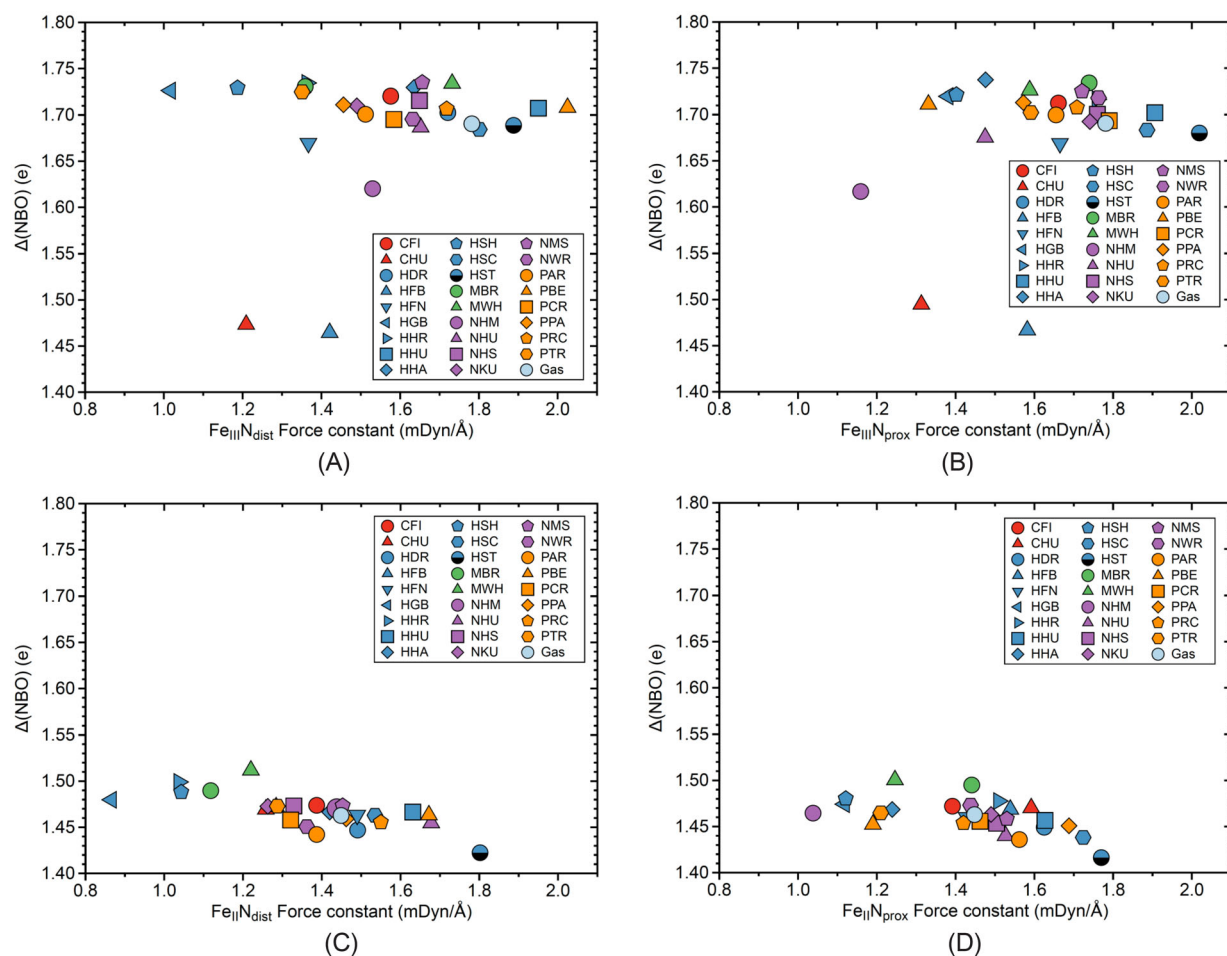 1.80
1.75
1.70
1.65
1.60
1.55
1.50
1.45
1.40
Δ(NBO) (e)
CFI HSH NMS
CHU HSC NWR
HDR HST PAR
HFB MBR PBE
HFN MWH PCR
HGB NHM PPA
HHR NHU PRC
HHU NHS PTR
HHA NKU Gas
0.8 1.0 1.2 1.4 1.6 1.8 2.0
Fe_III N_dist Force constant (mDyn/Å)
(A)
1.80
1.75
1.70
1.65
1.60
1.55
1.50
1.45
1.40
Δ(NBO) (e)
CFI HSH NMS
CHU HSC NWR
HDR HST PAR
HFB MBR PBE
HFN MWH PCR
HGB NHM PPA
HHR NHU PRC
HHU NHS PTR
HHA NKU Gas
0.8 1.0 1.2 1.4 1.6 1.8 2.0
Fe_III N_prox Force constant (mDyn/Å)
(B)
1.80
1.75
1.70
1.65
1.60
1.55
1.50
1.45
1.40
Δ(NBO) (e)
CFI HSH NMS
CHU HSC NWR
HDR HST PAR
HFB MBR PBE
HFN MWH PCR
HGB NHM PPA
HHR NHU PRC
HHU NHS PTR
HHA NKU Gas
0.8 1.0 1.2 1.4 1.6 1.8 2.0
Fe_II N_dist Force constant (mDyn/Å)
(C)
1.80
1.75
1.70
1.65
1.60
1.55
1.50
1.45
1.40
Δ(NBO) (e)
CFI HSH NMS
CHU HSC NWR
HDR HST PAR
HFB MBR PBE
HFN MWH PCR
HGB NHM PPA
HHR NHU PRC
HHU NHS PTR
HHA NKU Gas
0.8 1.0 1.2 1.4 1.6 1.8 2.0
Fe_II N_prox Force constant (mDyn/Å)
(D)